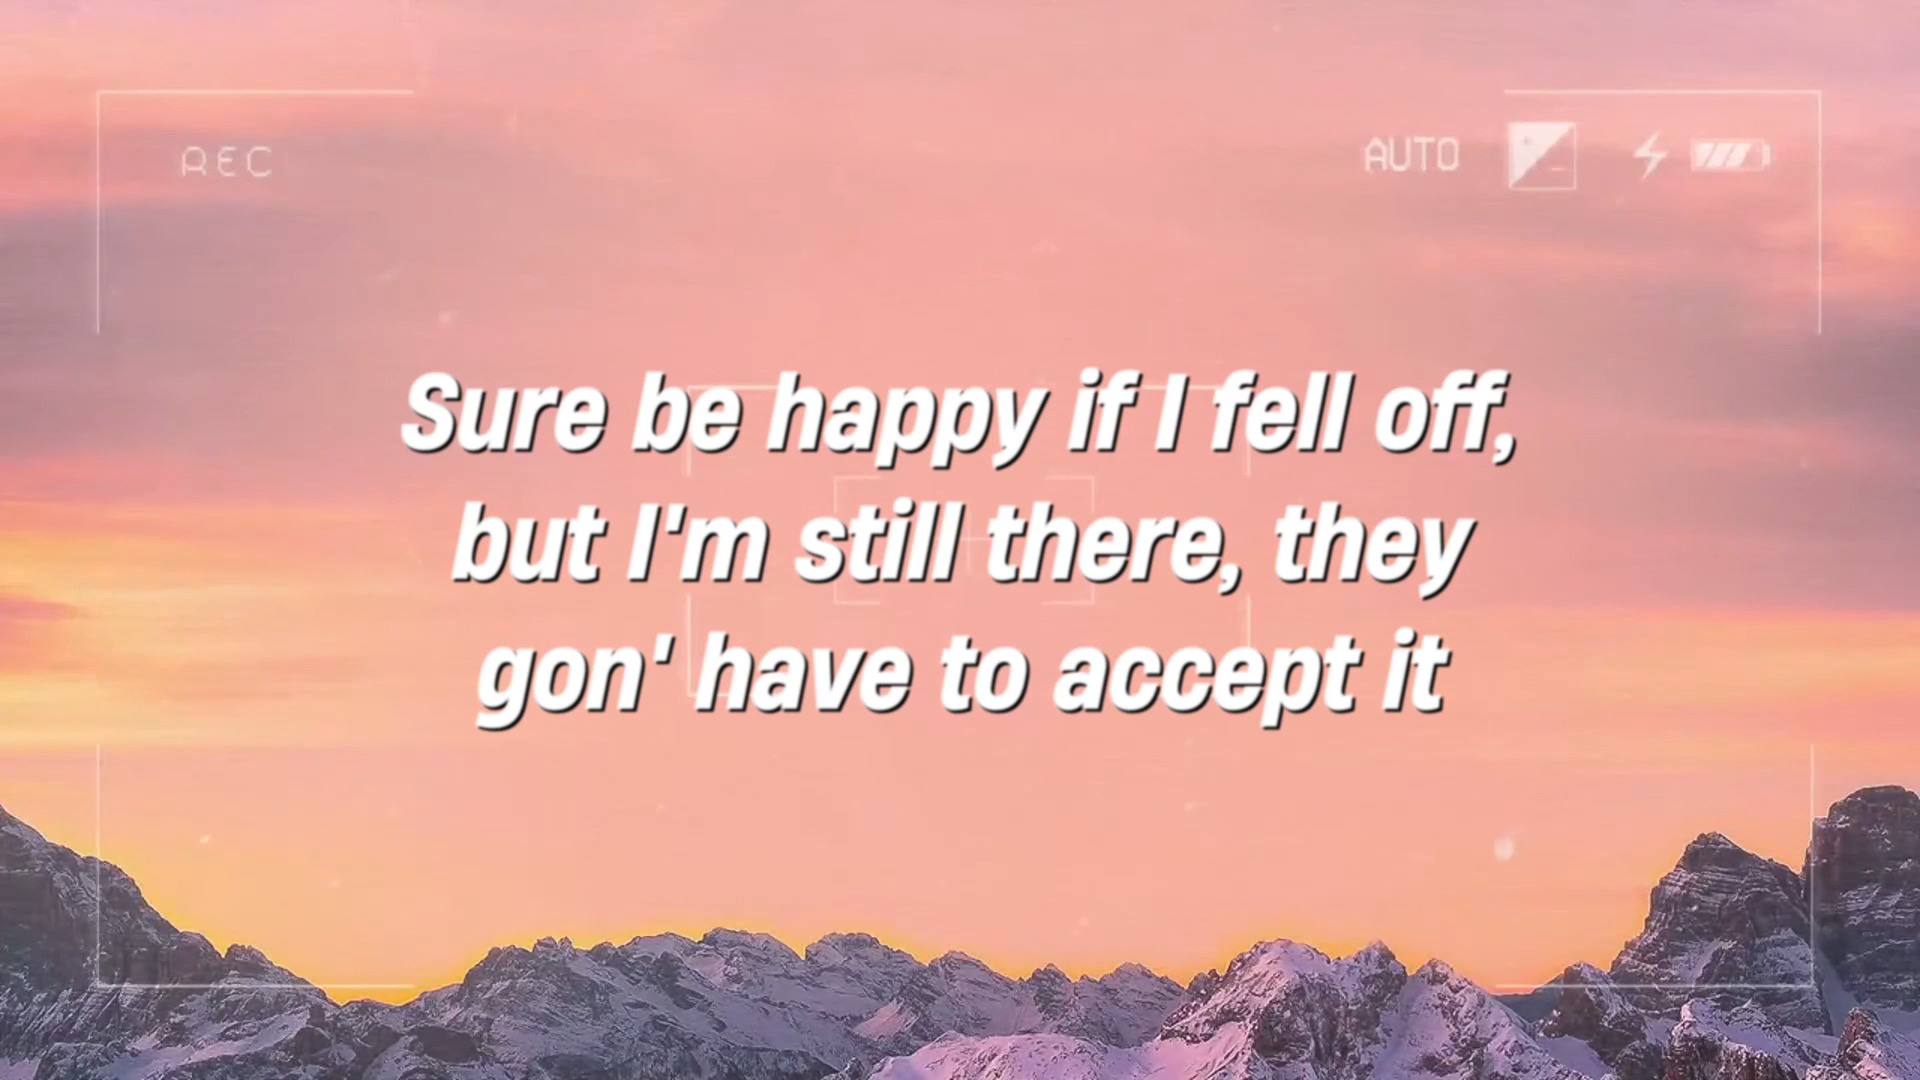 REC
AUTO
Sure be happy if I fell off,
but I'm still there, they
gon' have to accept it